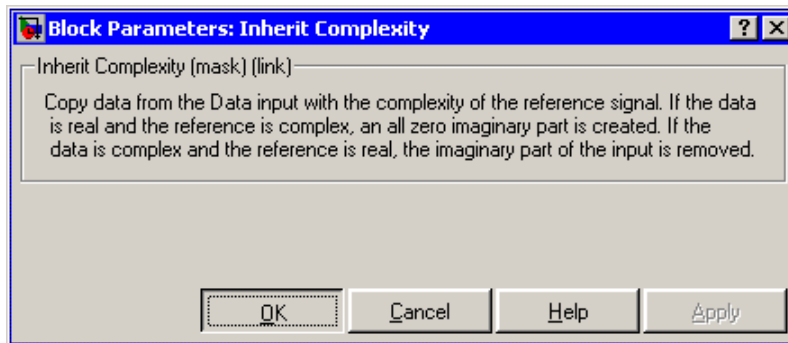 Block Parameters: Inherit Complexity
?
Inherit Complexity (mask) (link)
Copy data from the Data input with the complexity of the reference signal. If the data
is real and the reference is complex, an all zero imaginary part is created. If the
data is complex and the reference is real, the imaginary part of the input is removed.
OK Cancel Help Apply